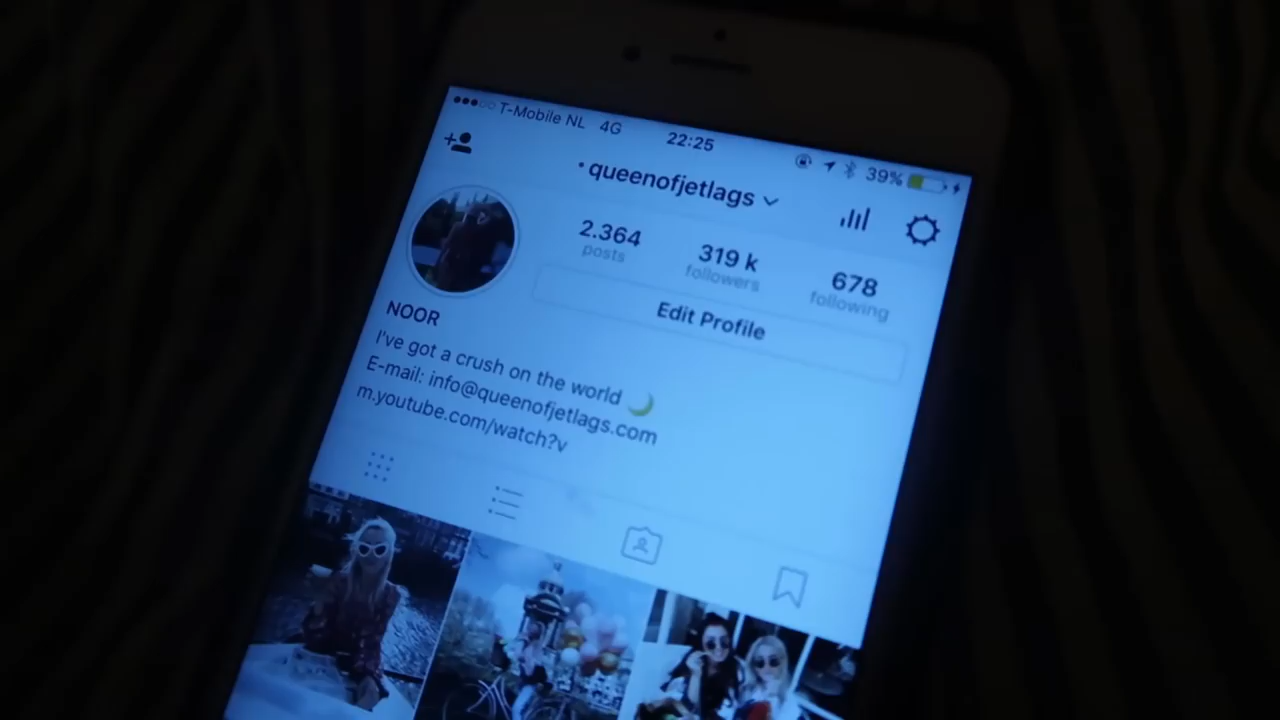 T-Mobile NL 4G 22:25 39%
queenofjetlags
2.364 319 k 678
posts followers following
Edit Profile
NOOR
I've got a crush on the world 🌙
E-mail: info@queenofjetlags.com
m.youtube.com/watch?v